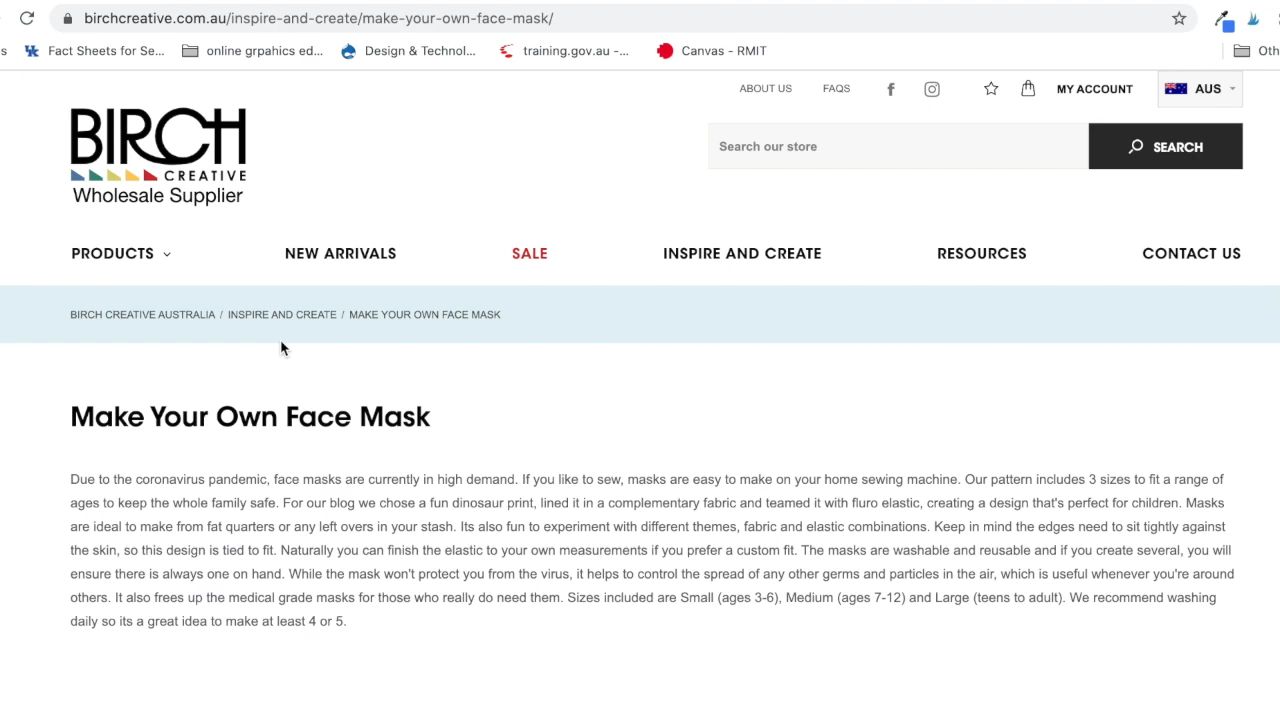 birchcreative.com.au/inspire-and-create/make-your-own-face-mask/
s Fact Sheets for Se... online grpahics ed... Design & Technol... training.gov.au -... Canvas - RMIT Oth
ABOUT US FAQS MY ACCOUNT AUS
BIRCH
CREATIVE
Wholesale Supplier
Search our store SEARCH
PRODUCTS NEW ARRIVALS SALE INSPIRE AND CREATE RESOURCES CONTACT US
BIRCH CREATIVE AUSTRALIA / INSPIRE AND CREATE / MAKE YOUR OWN FACE MASK
Make Your Own Face Mask
Due to the coronavirus pandemic, face masks are currently in high demand. If you like to sew, masks are easy to make on your home sewing machine. Our pattern includes 3 sizes to fit a range of
ages to keep the whole family safe. For our blog we chose a fun dinosaur print, lined it in a complementary fabric and teamed it with fluro elastic, creating a design that's perfect for children. Masks
are ideal to make from fat quarters or any left overs in your stash. Its also fun to experiment with different themes, fabric and elastic combinations. Keep in mind the edges need to sit tightly against
the skin, so this design is tied to fit. Naturally you can finish the elastic to your own measurements if you prefer a custom fit. The masks are washable and reusable and if you create several, you will
ensure there is always one on hand. While the mask won't protect you from the virus, it helps to control the spread of any other germs and particles in the air, which is useful whenever you're around
others. It also frees up the medical grade masks for those who really do need them. Sizes included are Small (ages 3-6), Medium (ages 7-12) and Large (teens to adult). We recommend washing
daily so its a great idea to make at least 4 or 5.